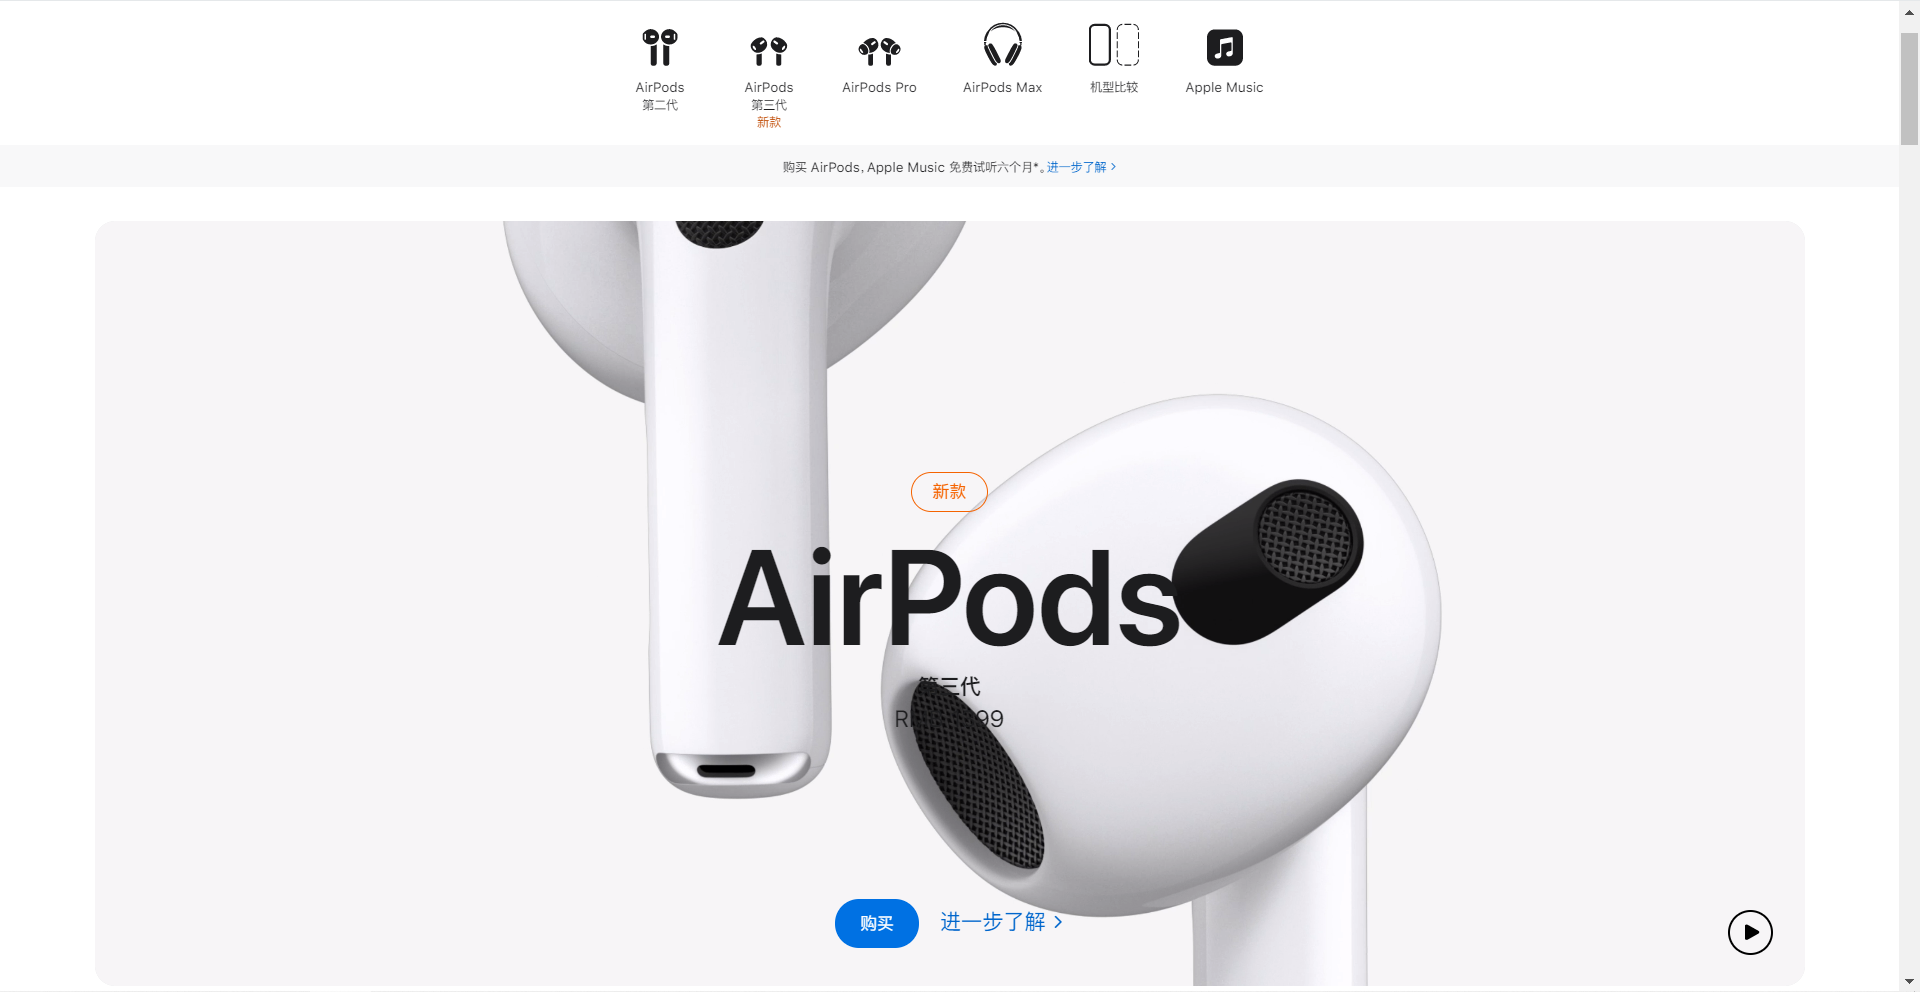 AirPods
第二代
AirPods
第三代
新款
AirPods Pro
AirPods Max
机型比较
Apple Music
购买 AirPods，Apple Music 免费试听六个月*。进一步了解 >
新款
AirPods
第三代
购买
进一步了解 >